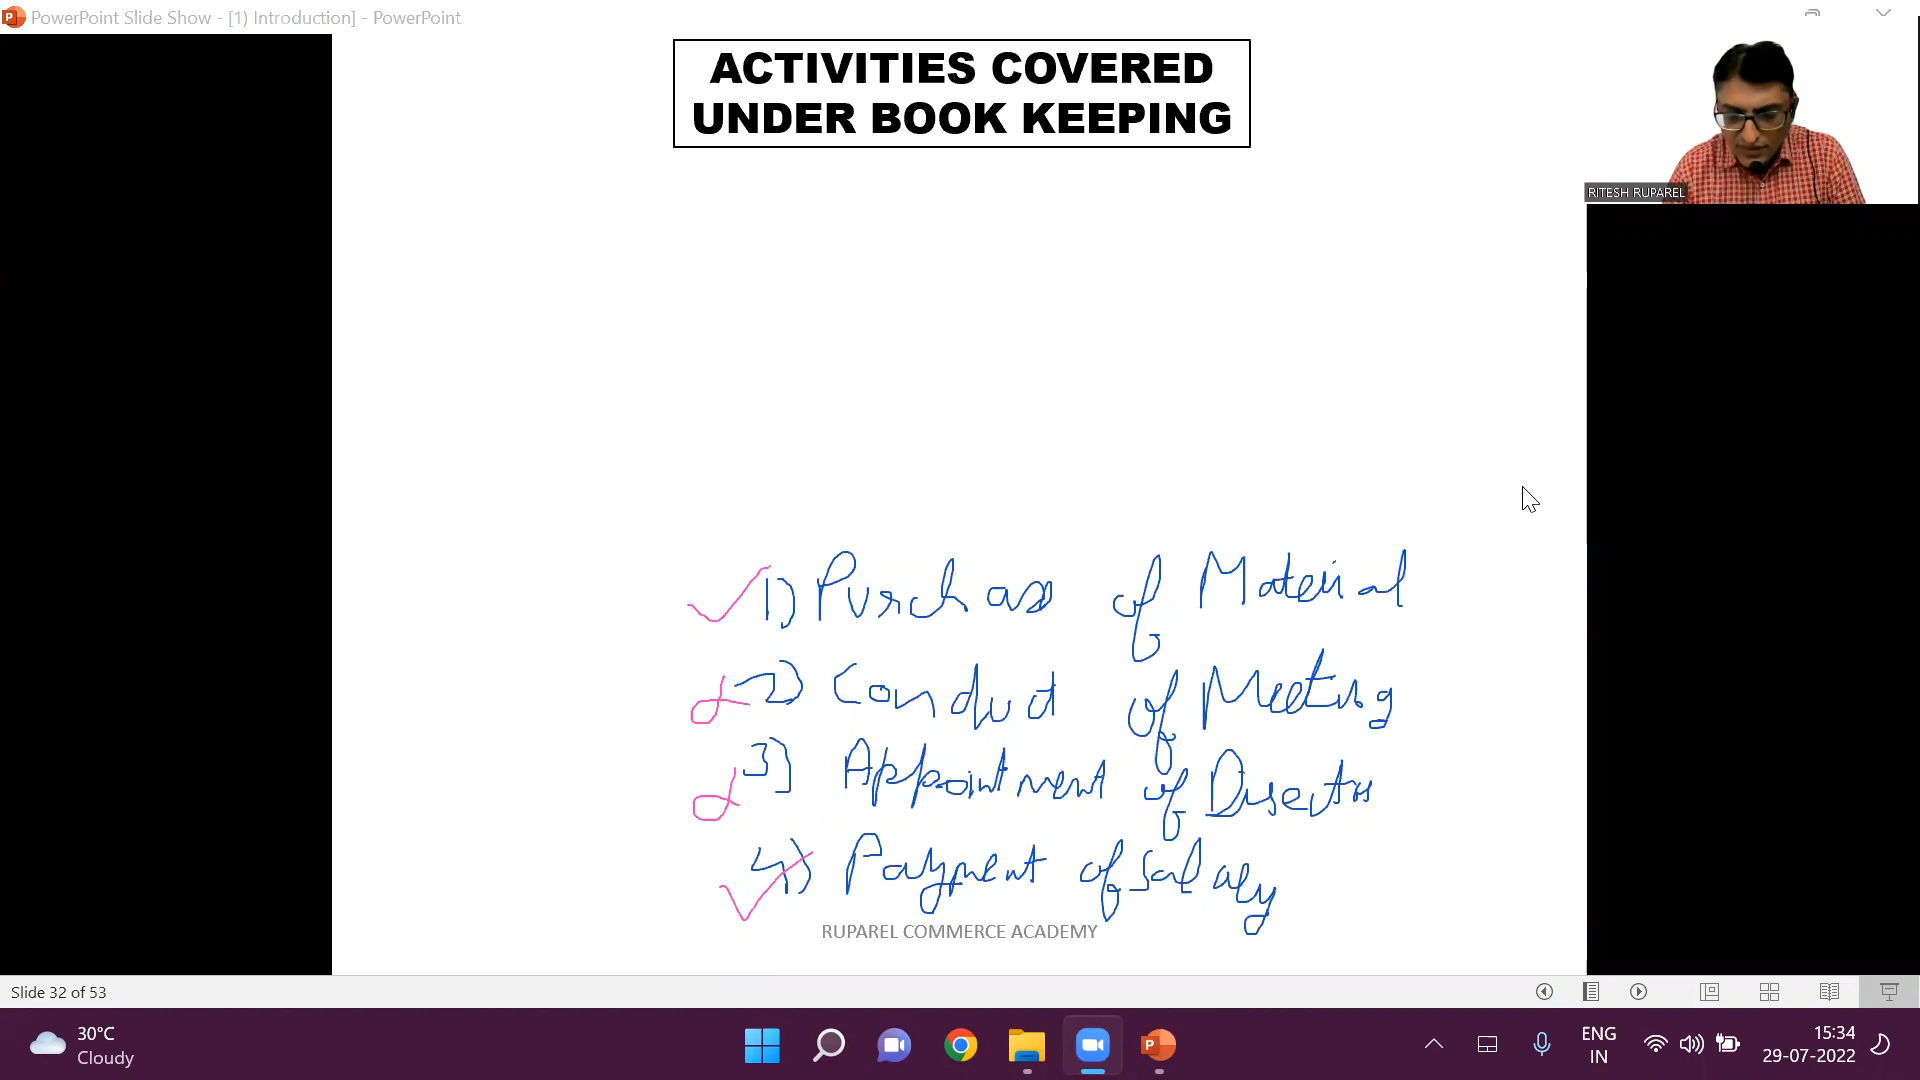 PowerPoint Slide Show - [1) Introduction] - PowerPoint
ACTIVITIES COVERED
UNDER BOOK KEEPING
RITESH RUPAREL
1) Purchase of Material
2) Conduct of Meeting
3) Appointment of Directors
4) Payment of Salary
RUPAREL COMMERCE ACADEMY
Slide 32 of 53
30°C
Cloudy
ENG
IN
15:34
29-07-2022